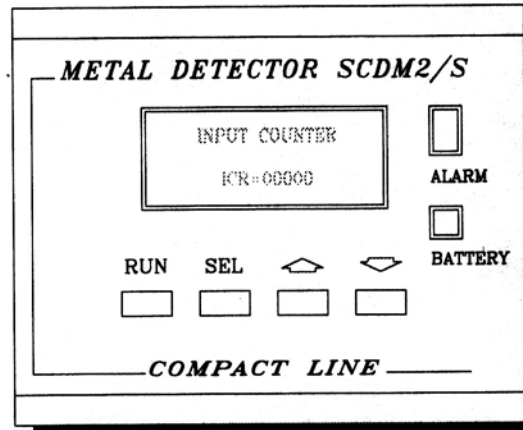 METAL DETECTOR SCDM2/S
INPUT COUNTER
ICR=00000
ALARM
BATTERY
RUN SEL
COMPACT LINE